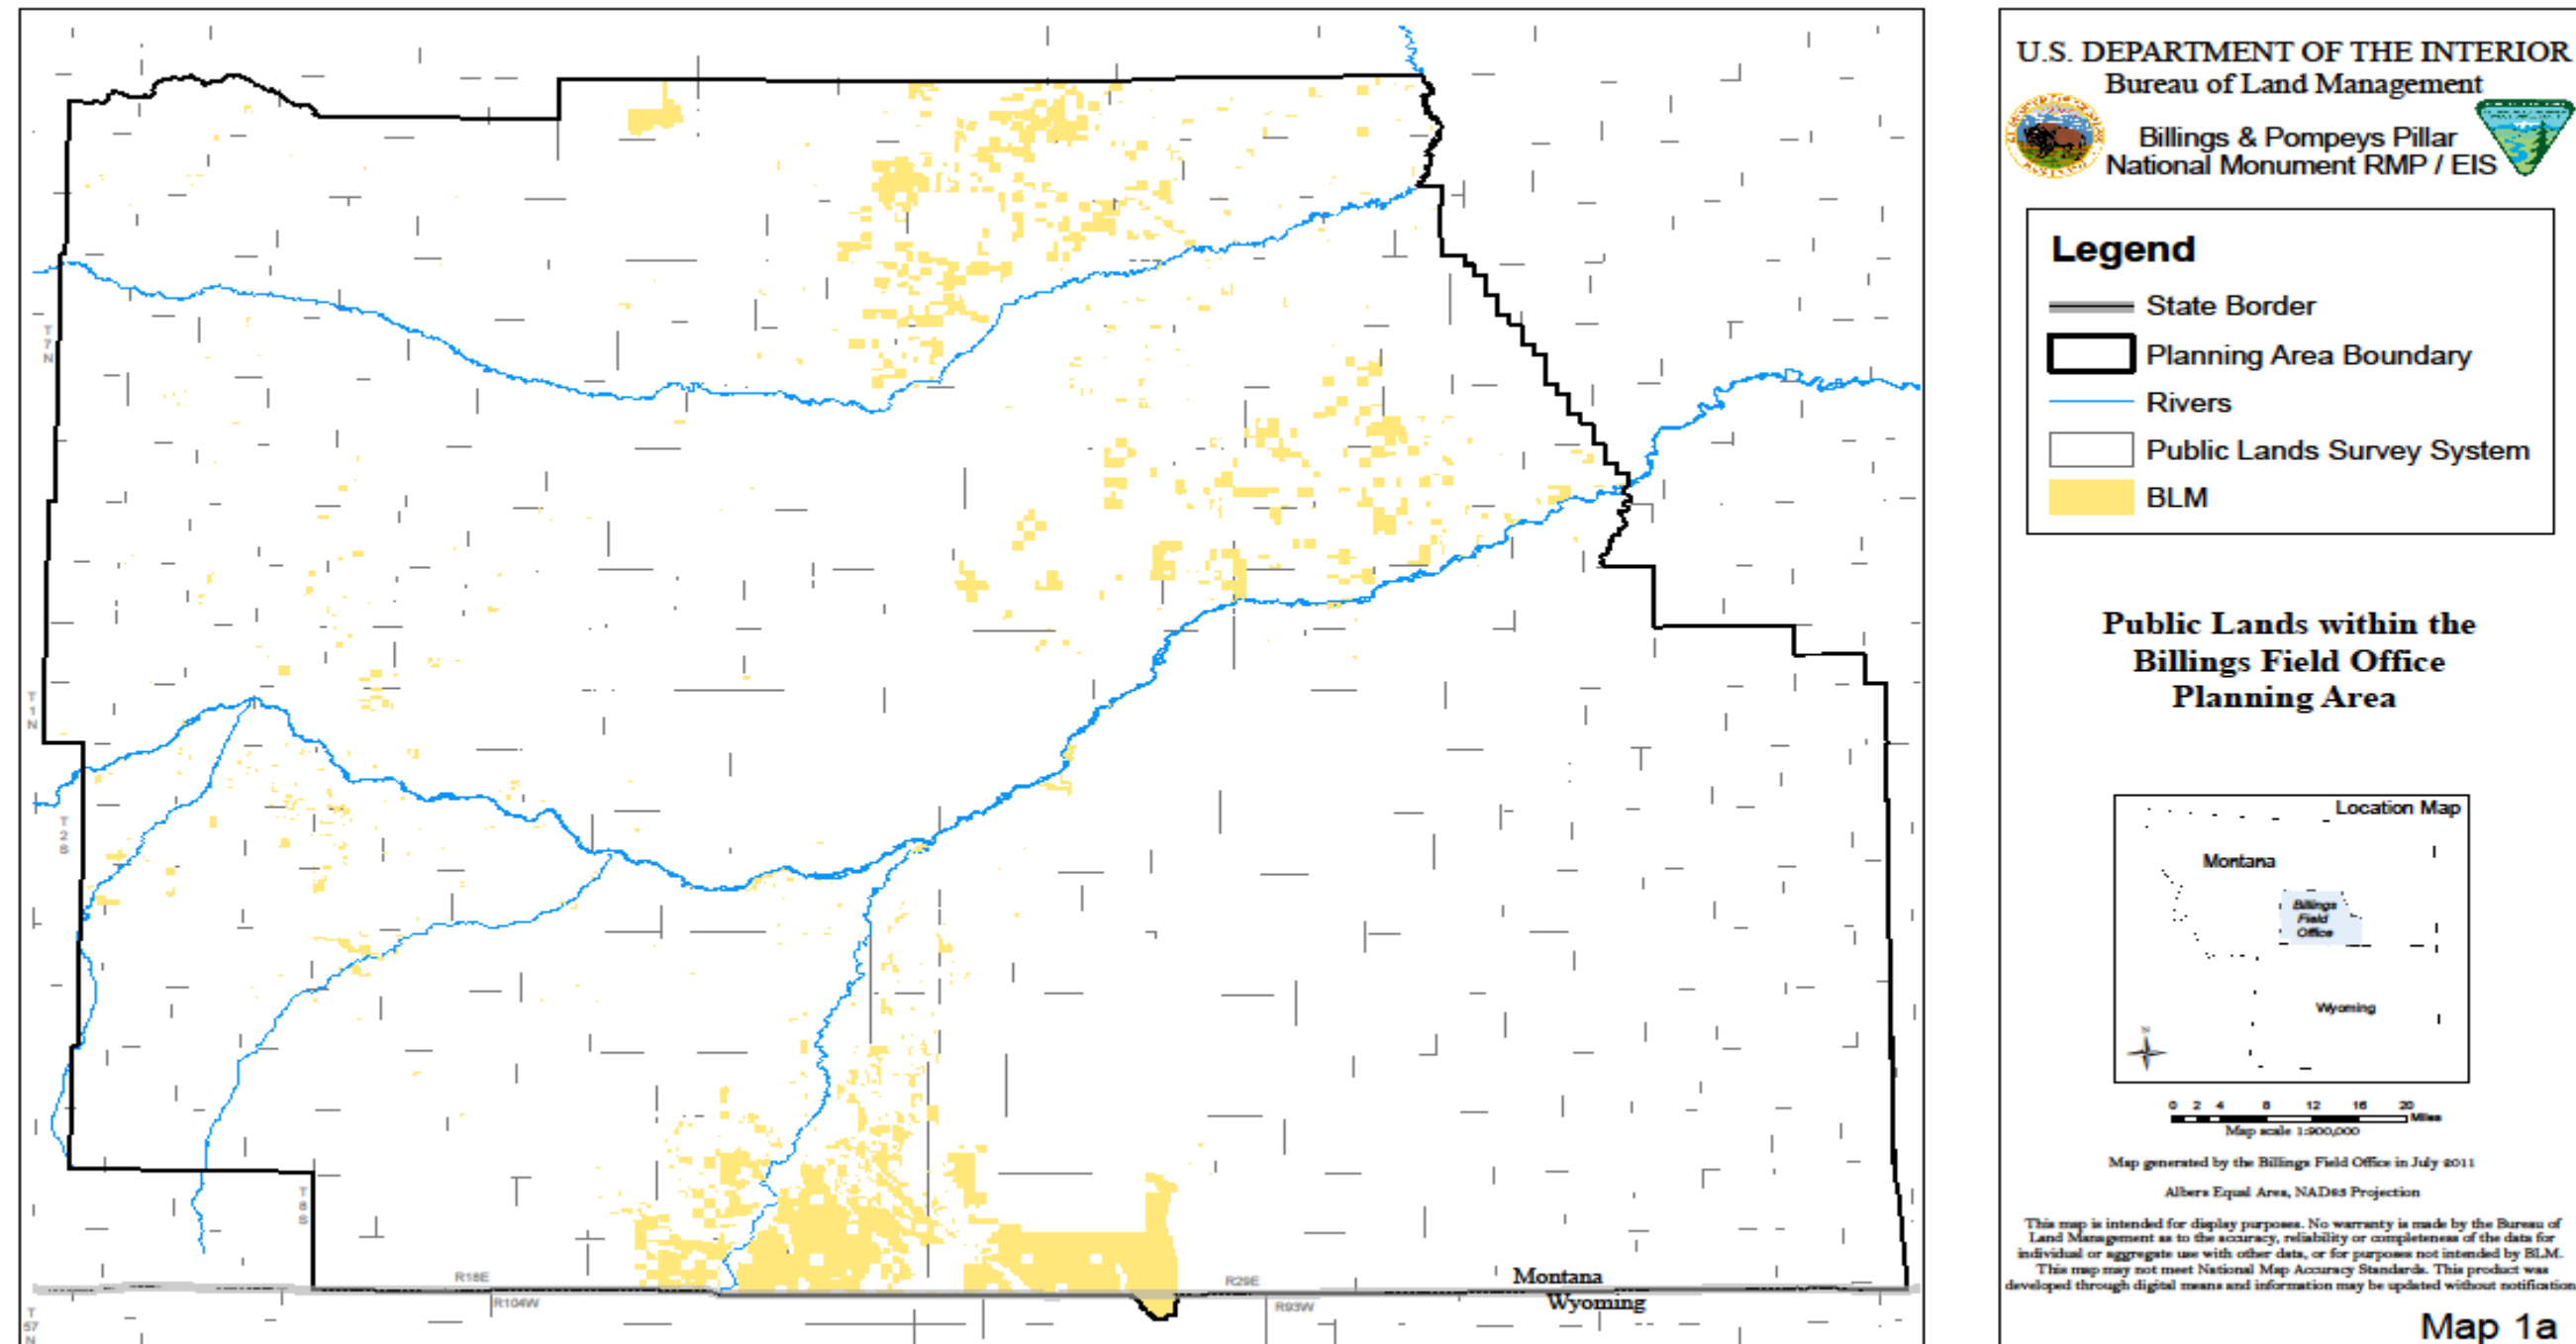 T
7
N
T
1
N
T
2
S
T
8
S
R18E
R29E
Montana
R104W
R93W
Wyoming
T
57
N
U.S. DEPARTMENT OF THE INTERIOR
Bureau of Land Management
Billings & Pompeys Pillar
National Monument RMP / EIS
Legend
State Border
Planning Area Boundary
Rivers
Public Lands Survey System
BLM
Public Lands within the
Billings Field Office
Planning Area
Location Map
Montana
Billings
Field
Office
Wyoming
N
0 2 4 8 12 16 20
Miles
Map scale 1:900,000
Map generated by the Billings Field Office in July 2011
Albers Equal Area, NAD83 Projection
This map is intended for display purposes. No warranty is made by the Bureau of
Land Management as to the accuracy, reliability or completeness of the data for
individual or aggregate use with other data, or for purposes not intended by BLM.
This map may not meet National Map Accuracy Standards. This product was
developed through digital means and information may be updated without notification
Map 1a